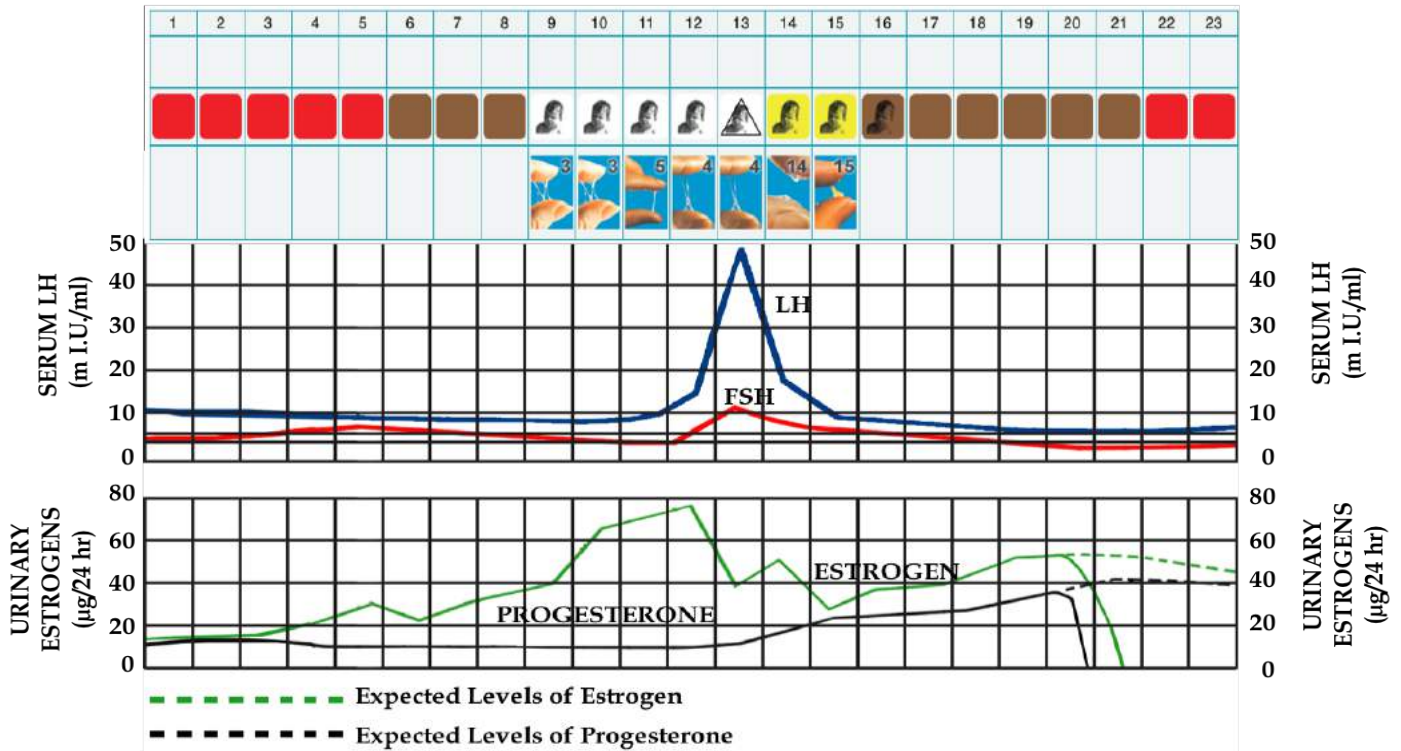 1 2 3 4 5 6 7 8 9 10 11 12 13 14 15 16 17 18 19 20 21 22 23
3 3 5 4 4 14 15
SERUM LH
(m I.U./ml)
50
40
30
20
10
0
LH
FSH
50
40
30
20
10
0
SERUM LH
(m I.U./ml)
URINARY
ESTROGENS
(μg/24 hr)
80
60
40
20
0
ESTROGEN
PROGESTERONE
80
60
40
20
0
URINARY
ESTROGENS
(μg/24 hr)
Expected Levels of Estrogen
Expected Levels of Progesterone